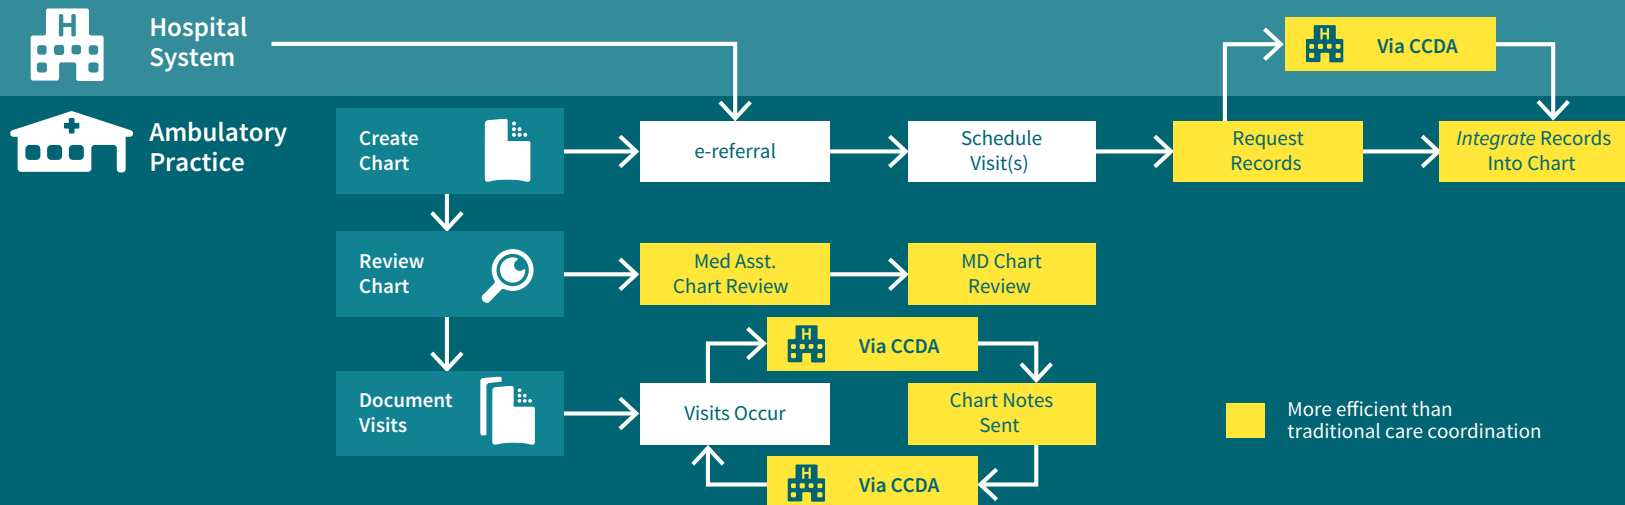 Hospital
System
H
H
Via CCDA
Ambulatory
Practice
Create
Chart
e-referral
Schedule
Visit(s)
Request
Records
Integrate Records
Into Chart
Review
Chart
Med Asst.
Chart Review
MD Chart
Review
H
Via CCDA
Document
Visits
Visits Occur
Chart Notes
Sent
H
Via CCDA
More efficient than
traditional care coordination